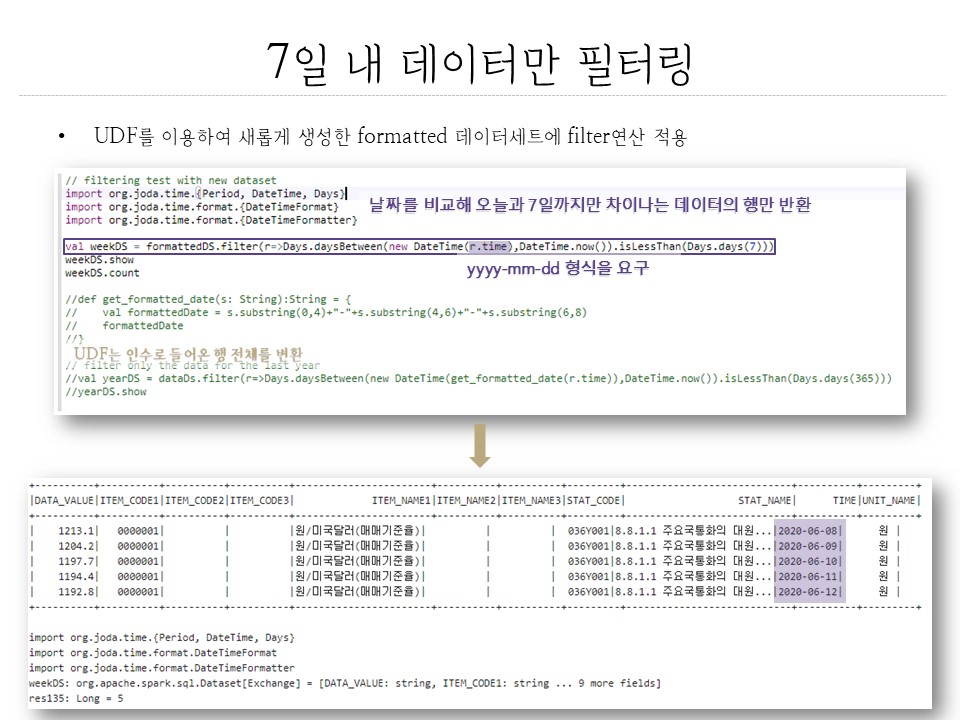 7일 내 데이터만 필터링
• UDF를 이용하여 새롭게 생성한 formatted 데이터세트에 filter연산 적용
// filtering test with new dataset
import org.joda.time.{Period, DateTime, Days}
import org.joda.time.format.{DateTimeFormat}
날짜를 비교해 오늘과 7일까지만 차이나는 데이터의 행만 반환
import org.joda.time.format.{DateTimeFormatter}
val weekDS = formattedDS.filter(r=>Days.daysBetween(new DateTime(r.time),DateTime.now()).isLessThan(Days.days(7)))
weekDS.show
yyyy-mm-dd 형식을 요구
weekDS.count
//def get_formatted_date(s: String):String = {
//    val formattedDate = s.substring(0,4)+"-"+s.substring(4,6)+"-"+s.substring(6,8)
//    formattedDate
//}
UDF는 인수로 들어온 행 전채를 변환
// filter only the data for the last year
//val yearDS = dataDs.filter(r=>Days.daysBetween(new DateTime(get_formatted_date(r.time)),DateTime.now()).isLessThan(Days.days(365)))
//yearDS.show
+----------+----------+----------+----------+--------------------+----------+----------+---------+--------------------------+----------+---------+
|DATA_VALUE|ITEM_CODE1|ITEM_CODE2|ITEM_CODE3| ITEM_NAME1|ITEM_NAME2|ITEM_NAME3|STAT_CODE| STAT_NAME| TIME|UNIT_NAME|
+----------+----------+----------+----------+--------------------+----------+----------+---------+--------------------------+----------+---------+
| 1213.1| 0000001| | |원/미국달러(매매기준율)| | | 036Y001|8.8.1.1 주요국통화의 대원...|2020-06-08| 원 |
| 1204.2| 0000001| | |원/미국달러(매매기준율)| | | 036Y001|8.8.1.1 주요국통화의 대원...|2020-06-09| 원 |
| 1197.7| 0000001| | |원/미국달러(매매기준율)| | | 036Y001|8.8.1.1 주요국통화의 대원...|2020-06-10| 원 |
| 1194.4| 0000001| | |원/미국달러(매매기준율)| | | 036Y001|8.8.1.1 주요국통화의 대원...|2020-06-11| 원 |
| 1192.8| 0000001| | |원/미국달러(매매기준율)| | | 036Y001|8.8.1.1 주요국통화의 대원...|2020-06-12| 원 |
+----------+----------+----------+----------+--------------------+----------+----------+---------+--------------------------+----------+---------+
import org.joda.time.{Period, DateTime, Days}
import org.joda.time.format.DateTimeFormat
import org.joda.time.format.DateTimeFormatter
weekDS: org.apache.spark.sql.Dataset[Exchange] = [DATA_VALUE: string, ITEM_CODE1: string ... 9 more fields]
res135: Long = 5